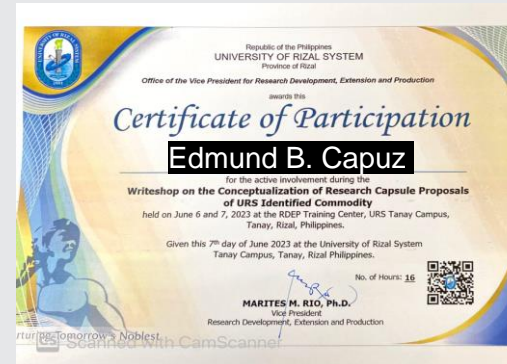 UNIVERSITY OF RIZAL SYSTEM
Republic of the Philippines
UNIVERSITY OF RIZAL SYSTEM
Province of Rizal
Office of the Vice President for Research Development, Extension and Production
awards this
Certificate of Participation
Edmund B. Capuz
for the active involvement during the
Writeshop on the Conceptualization of Research Capsule Proposals
of URS Identified Commodity
held on June 6 and 7, 2023 at the RDEP Training Center, URS Tanay Campus,
Tanay, Rizal, Philippines.
Given this 7th day of June 2023 at the University of Rizal System
Tanay Campus, Tanay, Rizal Philippines.
No. of Hours: 16
MARITES M. RIO, Ph.D.
Vice President
Research Development, Extension and Production
Tomorrow's Noblest
CS Scanned with CamScanner